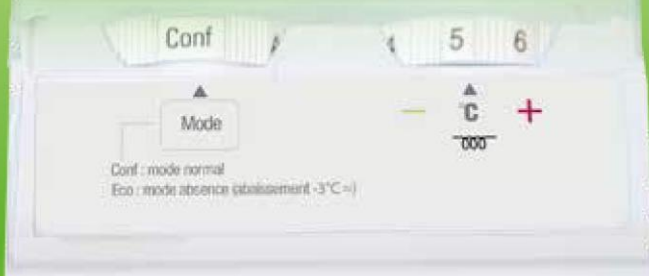 Conf 5 6
Mode − °C +
Conf : mode normal
Eco : mode absence (abaissement -3°C ≈)